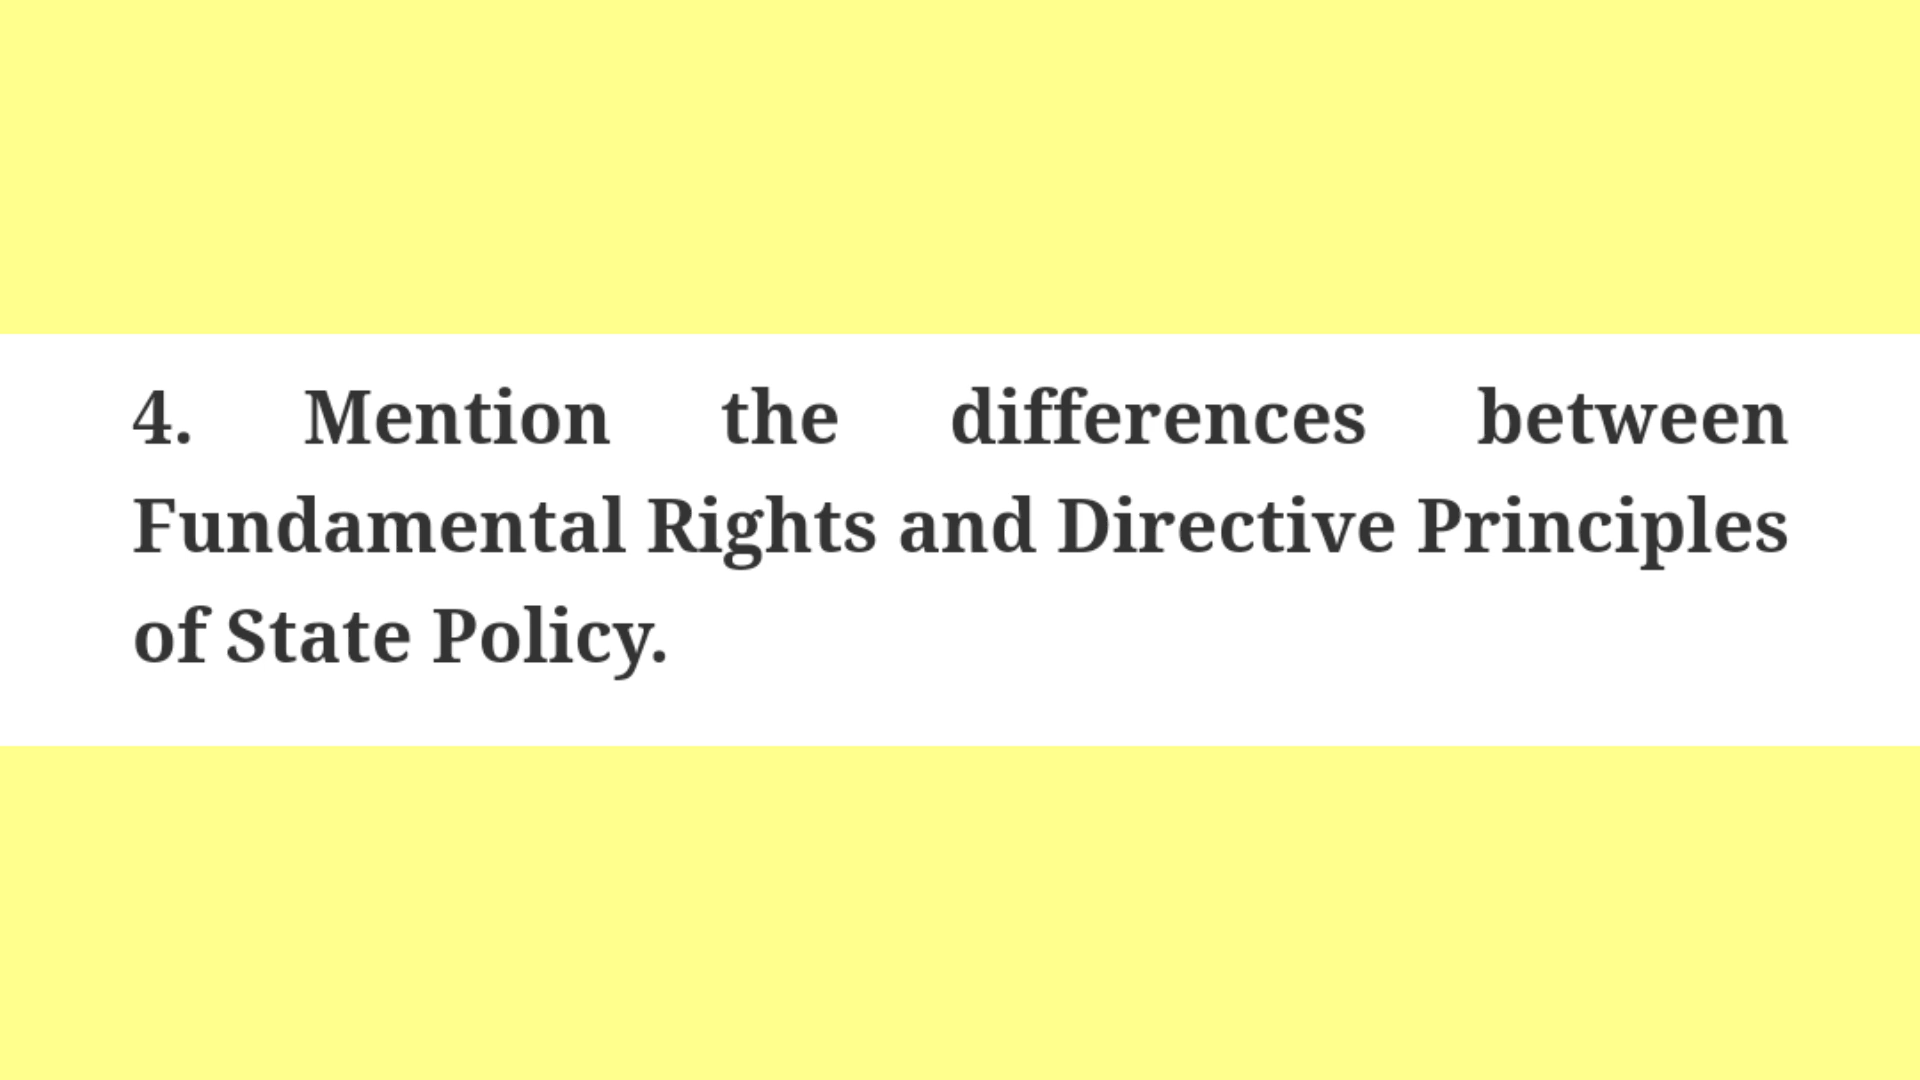 4. Mention the differences between
Fundamental Rights and Directive Principles
of State Policy.